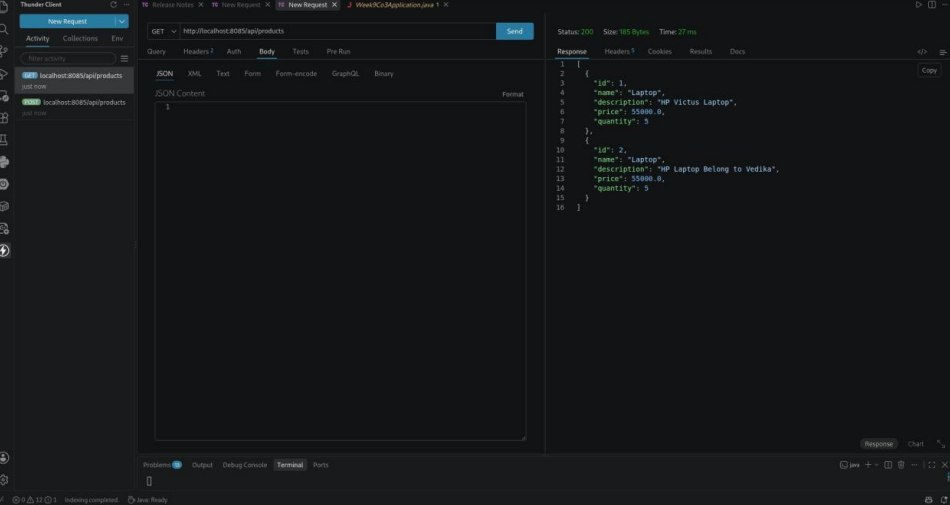 Thunder Client
Release Notes
New Request
New Request
Week9Co3Application.java 1
New Request
GET http://localhost:8085/api/products Send
Status: 200 Size: 185 Bytes Time: 27 ms
Activity Collections Env
Query Headers 2 Auth Body Tests Pre Run
Response Headers 5 Cookies Results Docs
filter activity
GET localhost:8085/api/products
just now
POST localhost:8085/api/products
just now
JSON XML Text Form Form-encode GraphQL Binary
JSON Content Format
1
Copy
1 [
2 {
3 "id": 1,
4 "name": "Laptop",
5 "description": "HP Victus Laptop",
6 "price": 55000.0,
7 "quantity": 5
8 },
9 {
10 "id": 2,
11 "name": "Laptop",
12 "description": "HP Laptop Belong to Vedika",
13 "price": 55000.0,
14 "quantity": 5
15 }
16 ]
Response Chart
Problems 13 Output Debug Console Terminal Ports
java
0 12 1 Indexing completed. Java: Ready